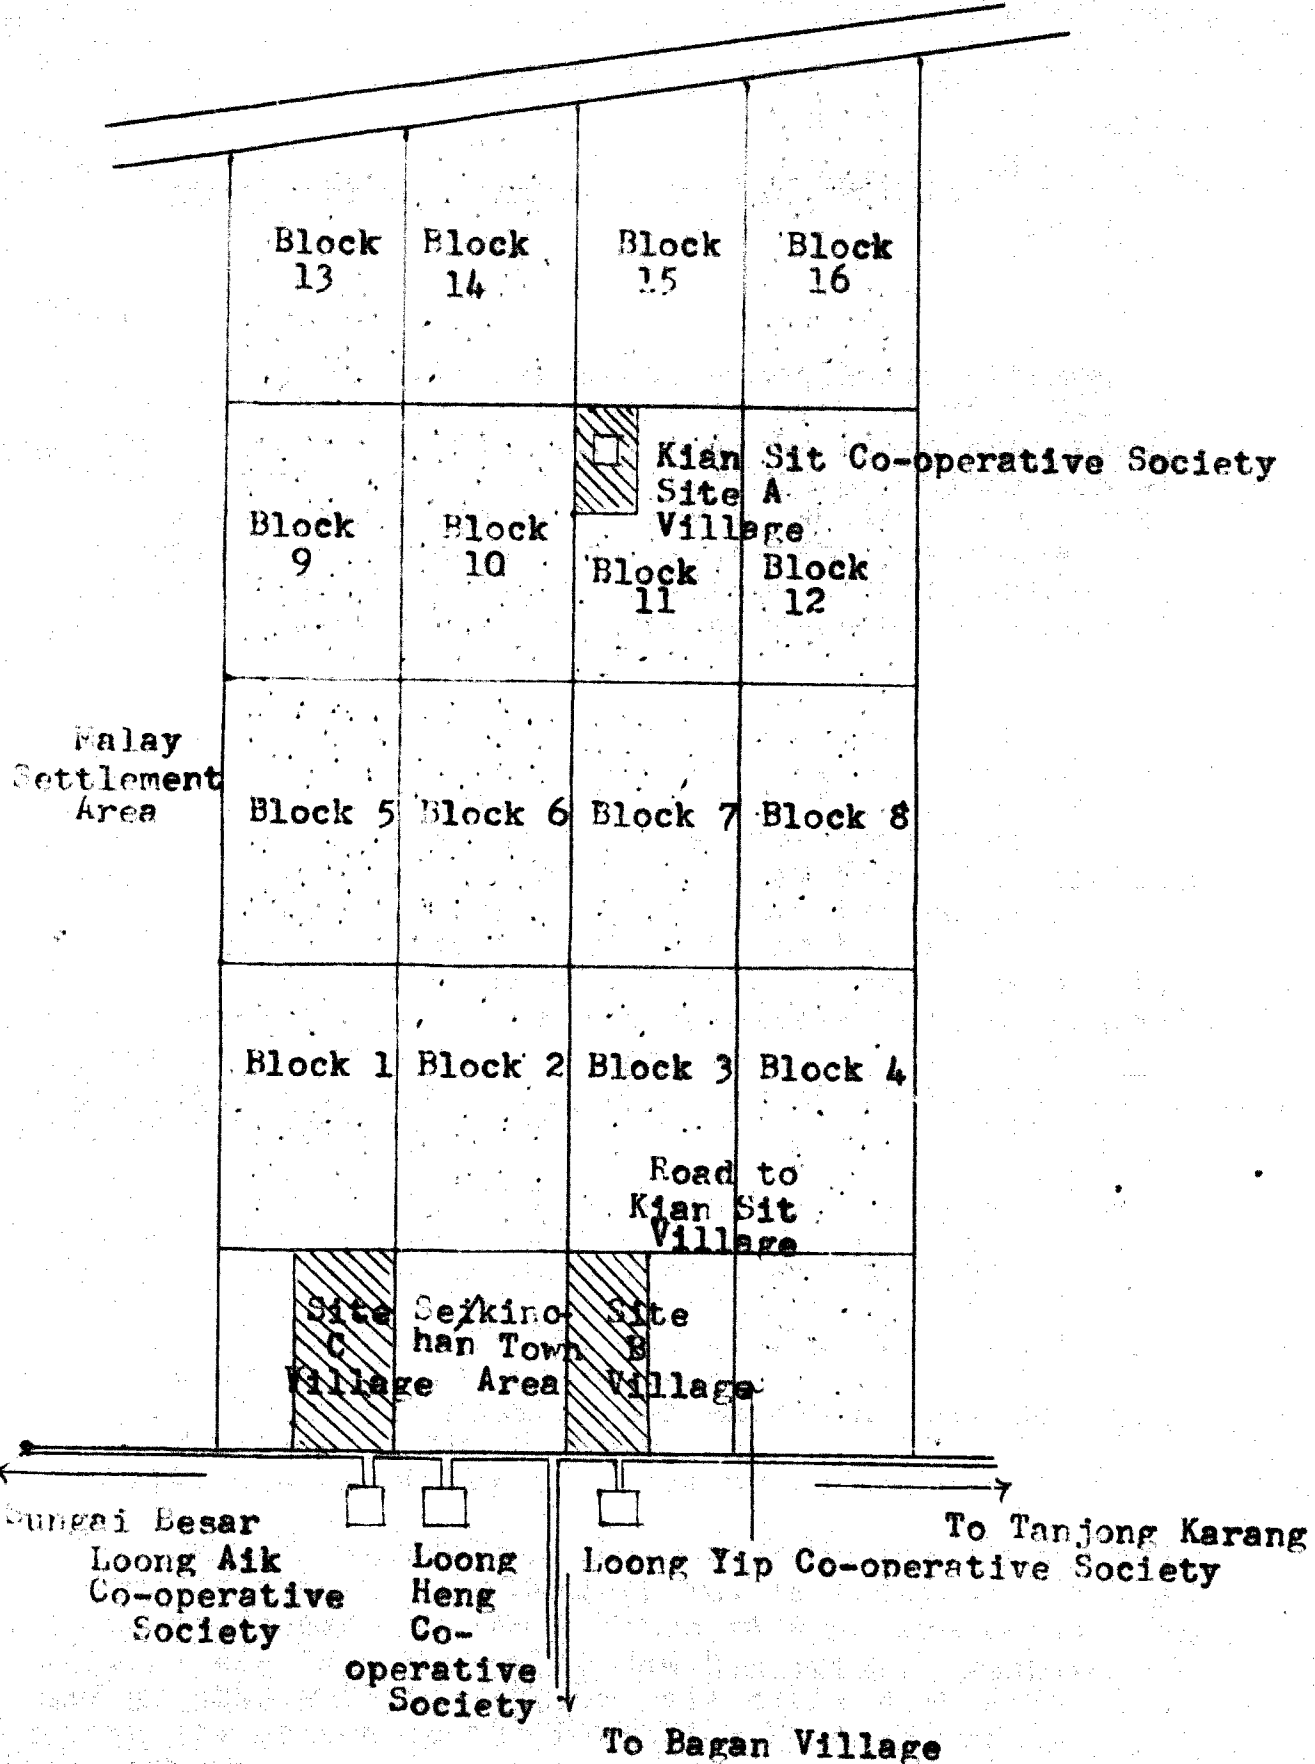 Block
13
Block
14
Block
15
Block
16
Kian Sit Co-operative Society
Site A
Village
Block
9
Block
10
Block
11
Block
12
Malay
Settlement
Area
Block 5
Block 6
Block 7
Block 8
Block 1
Block 2
Block 3
Block 4
Road to
Kian Sit
Village
Site
C
Village
Sekino-
han Town
Area
Site
B
Village
Sungai Besar
To Tanjong Karang
Loong Aik
Co-operative
Society
Loong
Heng
Co-
operative
Society
Loong Yip Co-operative Society
To Bagan Village